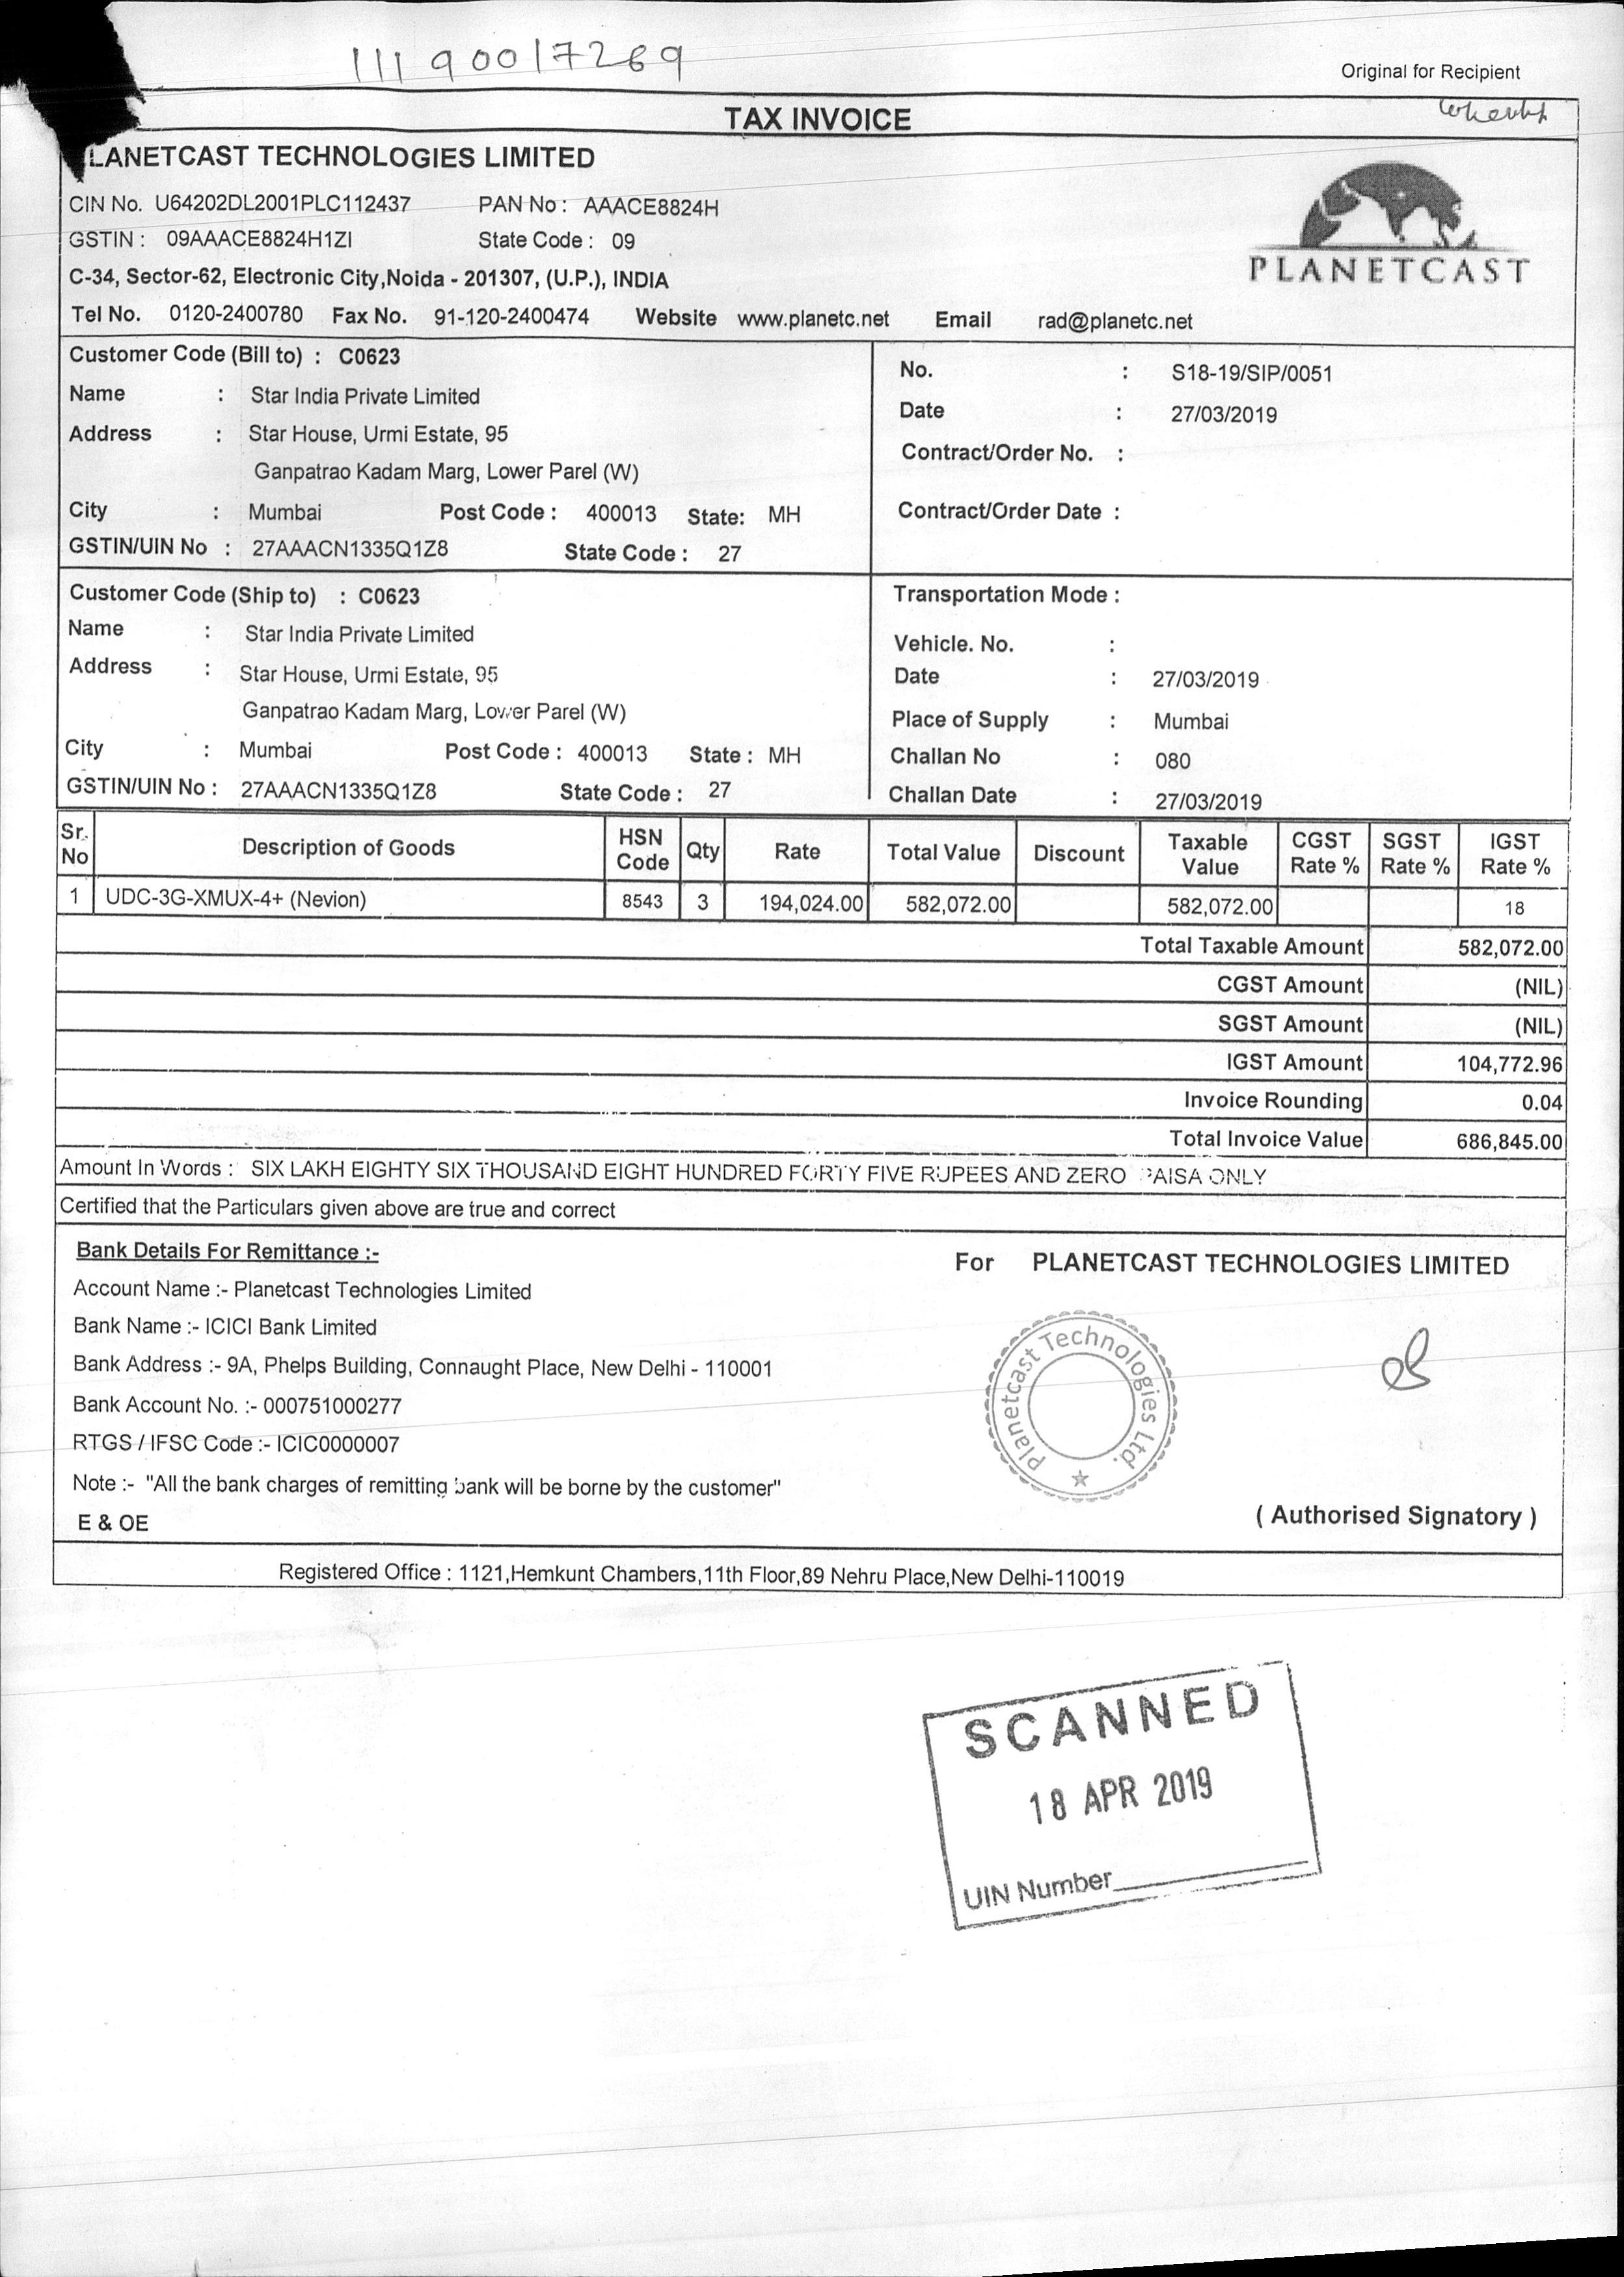 111 90017269
Original for Recipient
TAX INVOICE
LANETCAST TECHNOLOGIES LIMITED
CIN No. U64202DL2001PLC112437 PAN No : AAACE8824H
GSTIN : 09AAACE8824H1ZI State Code : 09
C-34, Sector-62, Electronic City,Noida - 201307, (U.P.), INDIA
Tel No. 0120-2400780 Fax No. 91-120-2400474 Website www.planetc.net Email rad@planetc.net
PLANETCAST
Customer Code (Bill to) : C0623
Name : Star India Private Limited
Address : Star House, Urmi Estate, 95
Ganpatrao Kadam Marg, Lower Parel (W)
City : Mumbai Post Code : 400013 State: MH
GSTIN/UIN No : 27AAACN1335Q1Z8 State Code : 27
No. : S18-19/SIP/0051
Date : 27/03/2019
Contract/Order No. :
Contract/Order Date :
Customer Code (Ship to) : C0623
Name : Star India Private Limited
Address : Star House, Urmi Estate, 95
Ganpatrao Kadam Marg, Lower Parel (W)
City : Mumbai Post Code : 400013 State : MH
GSTIN/UIN No : 27AAACN1335Q1Z8 State Code : 27
Transportation Mode :
Vehicle. No. :
Date : 27/03/2019
Place of Supply : Mumbai
Challan No : 080
Challan Date : 27/03/2019
Sr. No Description of Goods HSN Code Qty Rate Total Value Discount Taxable Value CGST Rate % SGST Rate % IGST Rate %
1 UDC-3G-XMUX-4+ (Nevion) 8543 3 194,024.00 582,072.00 582,072.00 18
Total Taxable Amount 582,072.00
CGST Amount (NIL)
SGST Amount (NIL)
IGST Amount 104,772.96
Invoice Rounding 0.04
Total Invoice Value 686,845.00
Amount In Words : SIX LAKH EIGHTY SIX THOUSAND EIGHT HUNDRED FORTY FIVE RUPEES AND ZERO PAISA ONLY
Certified that the Particulars given above are true and correct
Bank Details For Remittance :-
Account Name :- Planetcast Technologies Limited
Bank Name :- ICICI Bank Limited
Bank Address :- 9A, Phelps Building, Connaught Place, New Delhi - 110001
Bank Account No. :- 000751000277
RTGS / IFSC Code :- ICIC0000007
Note :- "All the bank charges of remitting bank will be borne by the customer"
E & OE
For PLANETCAST TECHNOLOGIES LIMITED
Planetcast Technologies Ltd.
( Authorised Signatory )
Registered Office : 1121,Hemkunt Chambers,11th Floor,89 Nehru Place,New Delhi-110019
SCANNED
18 APR 2019
UIN Number